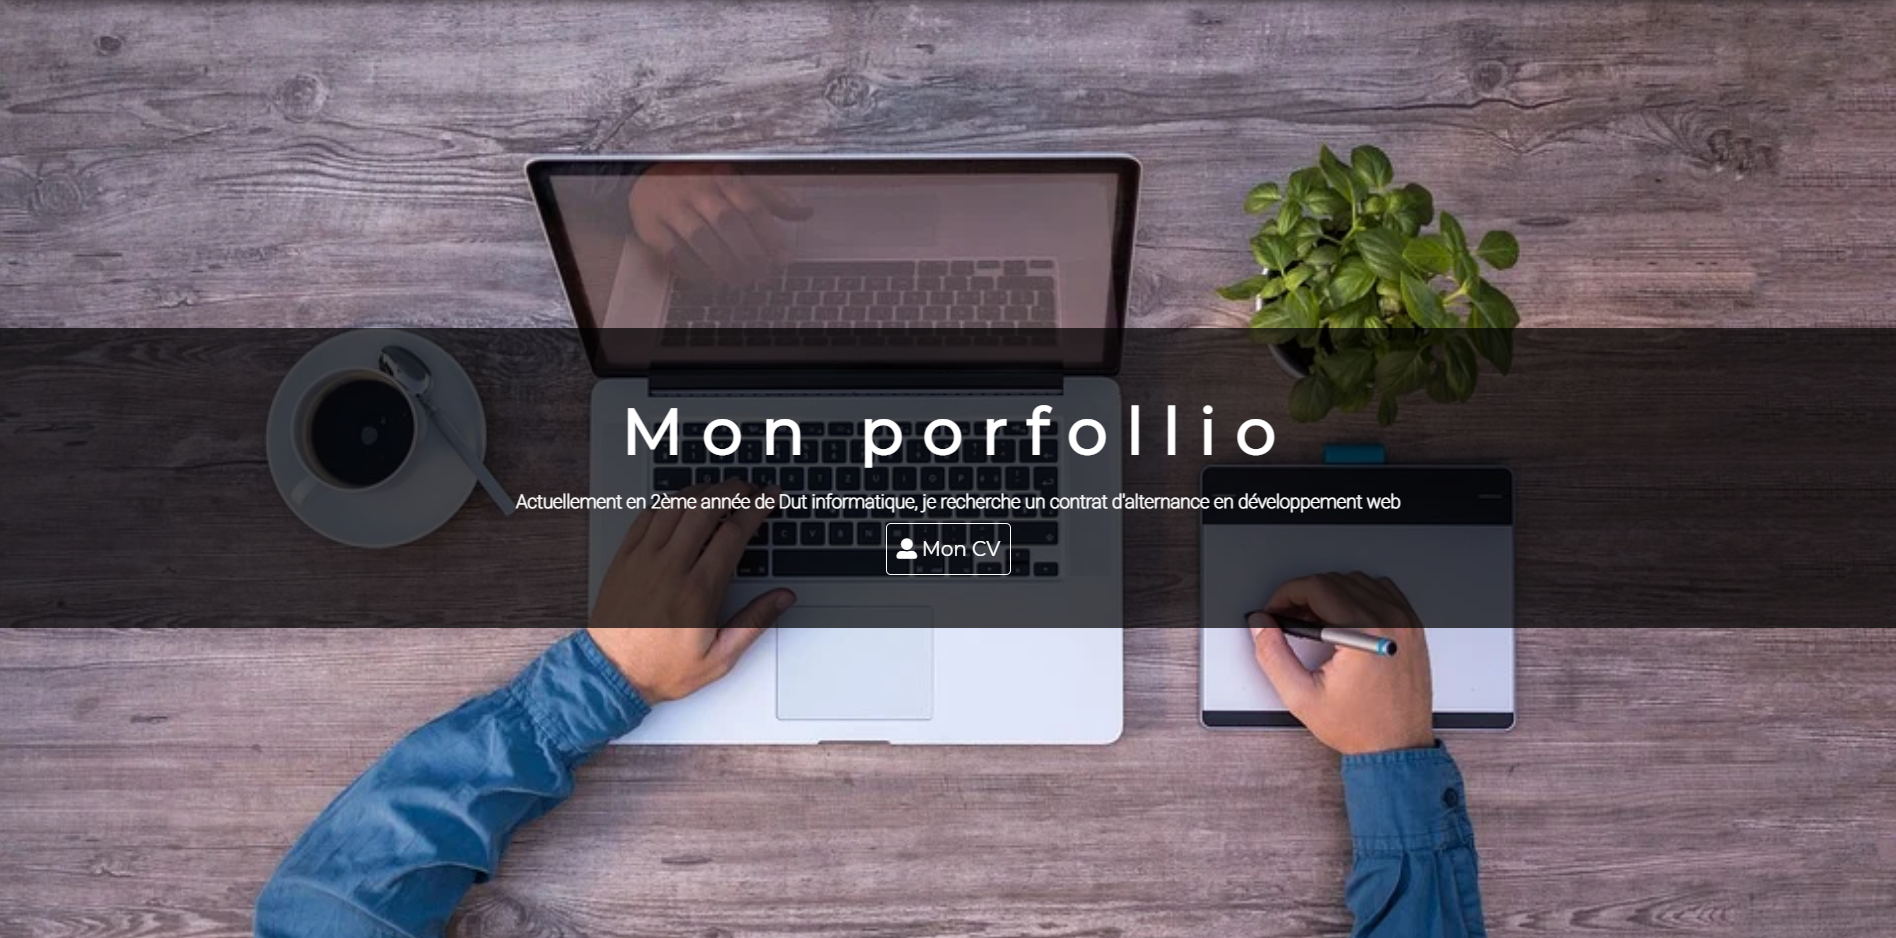 Mon porfollio
Actuellement en 2ème année de Dut informatique, je recherche un contrat d'alternance en développement web
Mon CV